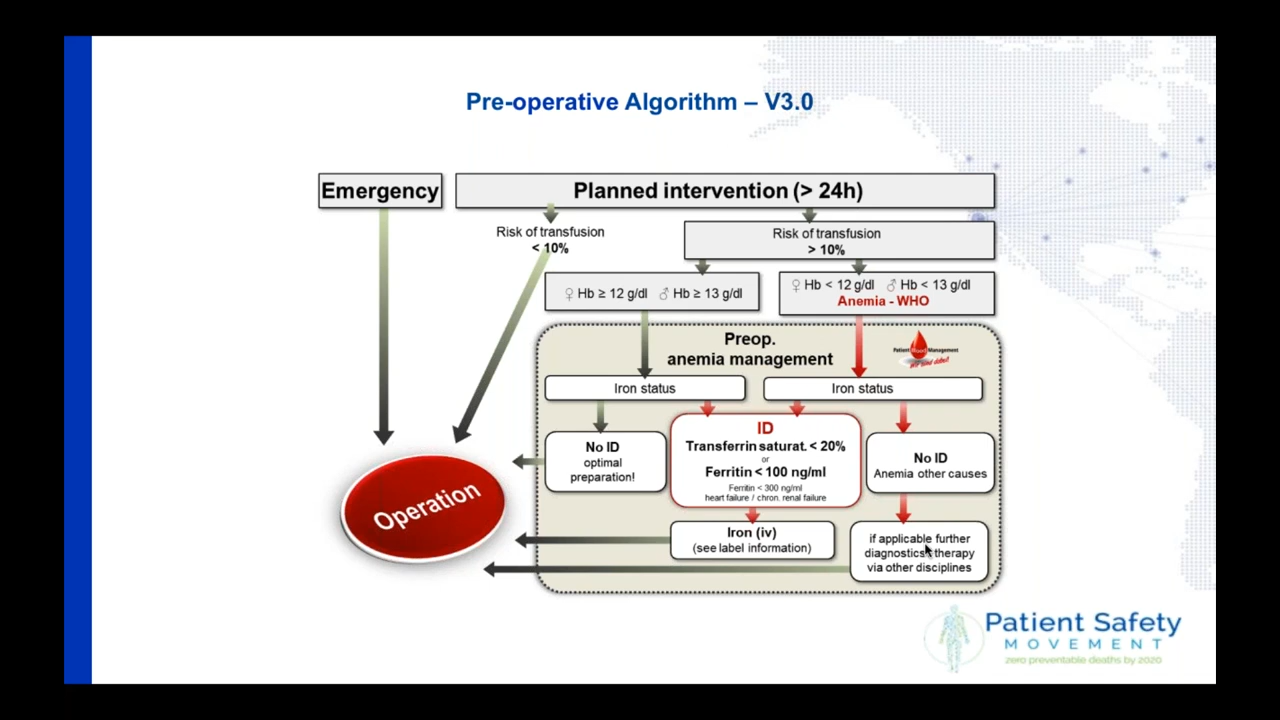 Pre-operative Algorithm – V3.0
Emergency
Planned intervention (> 24h)
Risk of transfusion
< 10%
Risk of transfusion
> 10%
♀ Hb ≥ 12 g/dl ♂ Hb ≥ 13 g/dl
♀ Hb < 12 g/dl ♂ Hb < 13 g/dl
Anemia - WHO
Preop.
anemia management
Patient Blood Management
Iron status
Iron status
No ID
optimal
preparation!
ID
Transferrin saturat. < 20%
or
Ferritin < 100 ng/ml
Ferritin < 300 ng/ml
heart failure / chron. renal failure
No ID
Anemia other causes
Operation
Iron (iv)
(see label information)
if applicable further
diagnostics therapy
via other disciplines
Patient Safety
MOVEMENT
zero preventable deaths by 2020